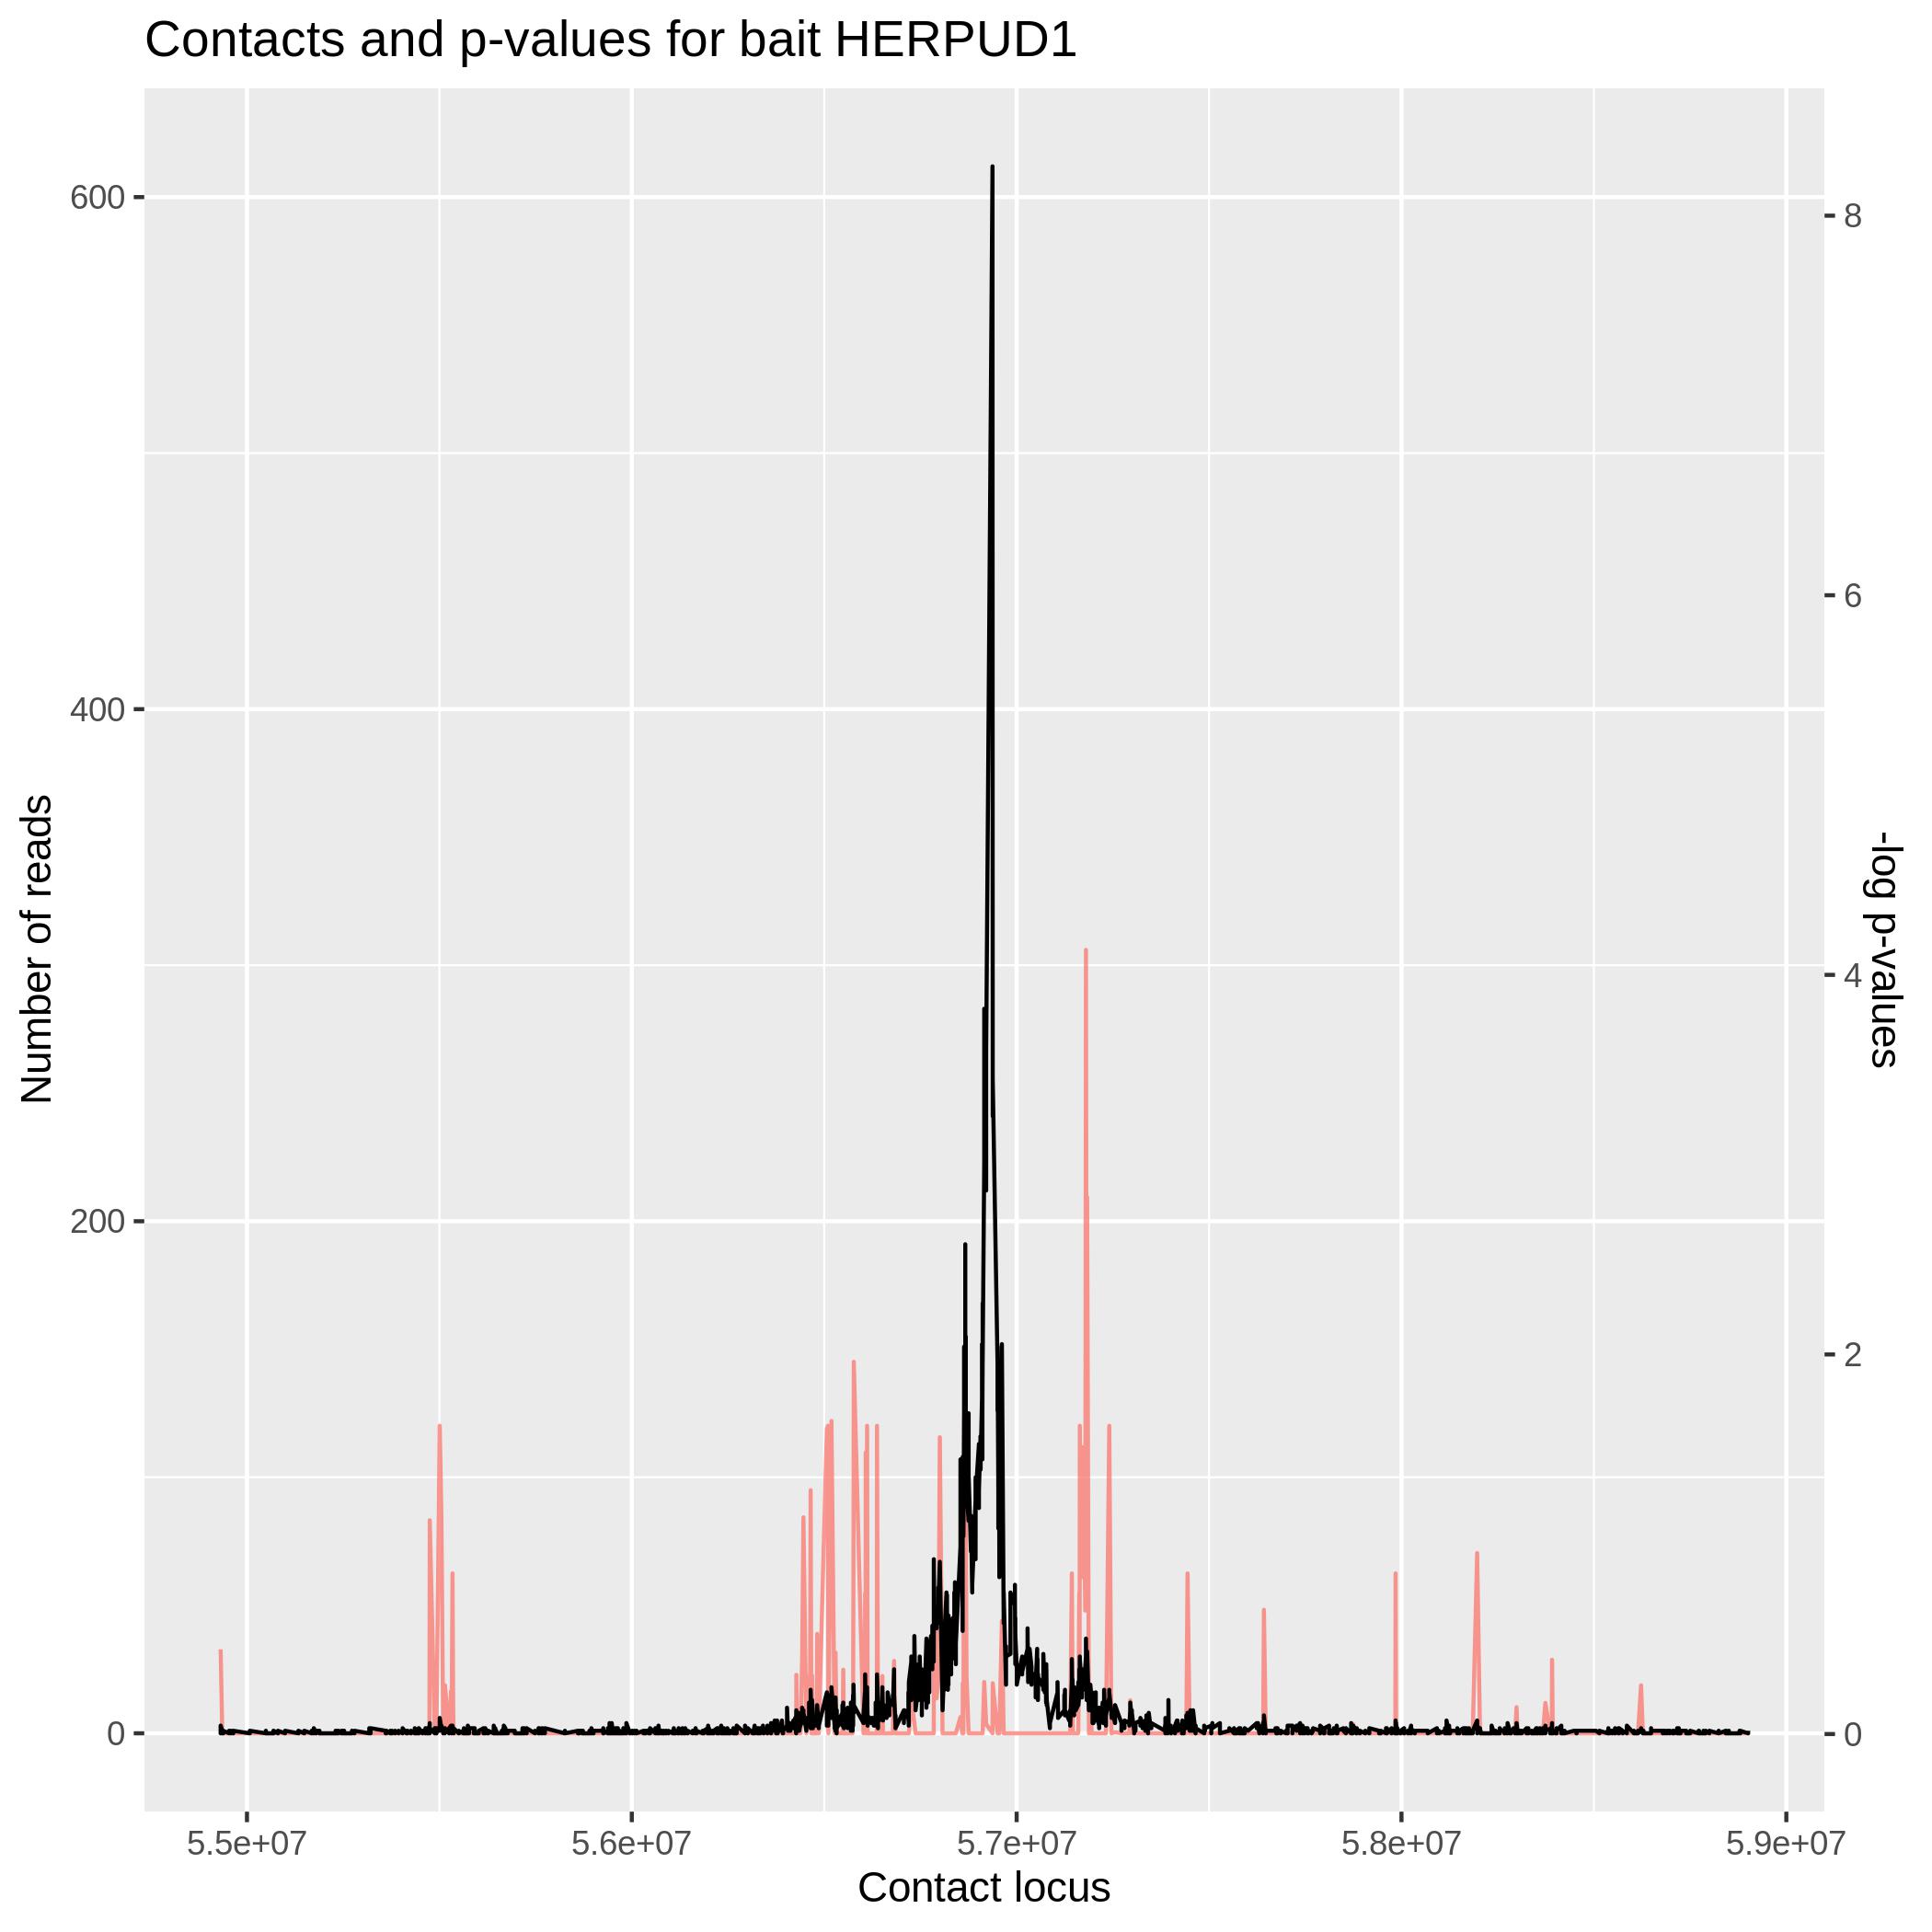 Contacts and p-values for bait HERPUD1
600
400
200
0
Number of reads
8
6
4
2
0
-log p-values
5.5e+07
5.6e+07
5.7e+07
5.8e+07
5.9e+07
Contact locus